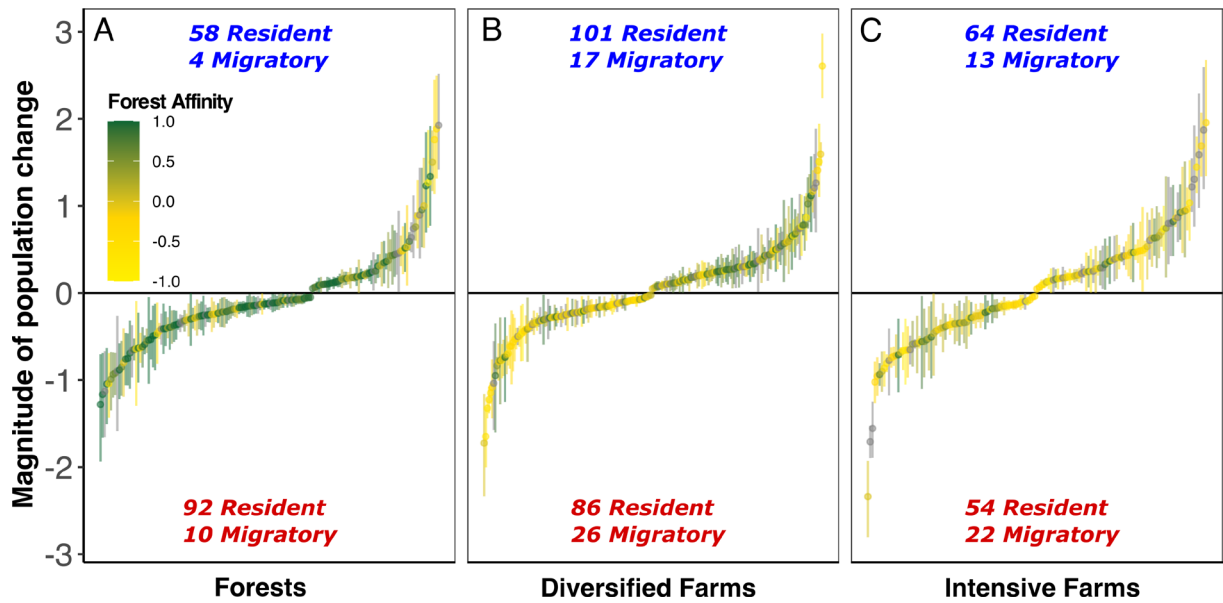 Magnitude of population change
3
2
1
0
-1
-2
-3
A
58 Resident
4 Migratory
Forest Affinity
1.0
0.5
0.0
-0.5
-1.0
92 Resident
10 Migratory
Forests
B
101 Resident
17 Migratory
86 Resident
26 Migratory
Diversified Farms
C
64 Resident
13 Migratory
54 Resident
22 Migratory
Intensive Farms